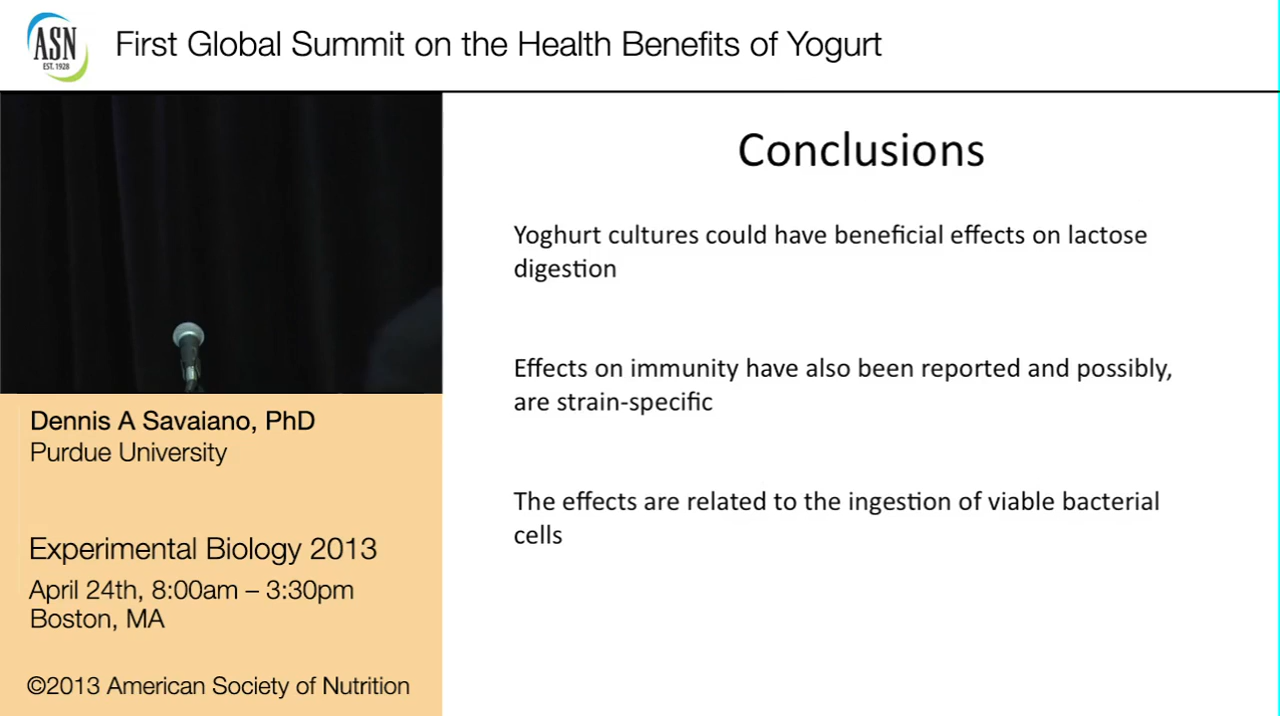 ASN
EST. 1928
First Global Summit on the Health Benefits of Yogurt
Dennis A Savaiano, PhD
Purdue University
Experimental Biology 2013
April 24th, 8:00am – 3:30pm
Boston, MA
©2013 American Society of Nutrition
Conclusions
Yoghurt cultures could have beneficial effects on lactose
digestion
Effects on immunity have also been reported and possibly,
are strain-specific
The effects are related to the ingestion of viable bacterial
cells